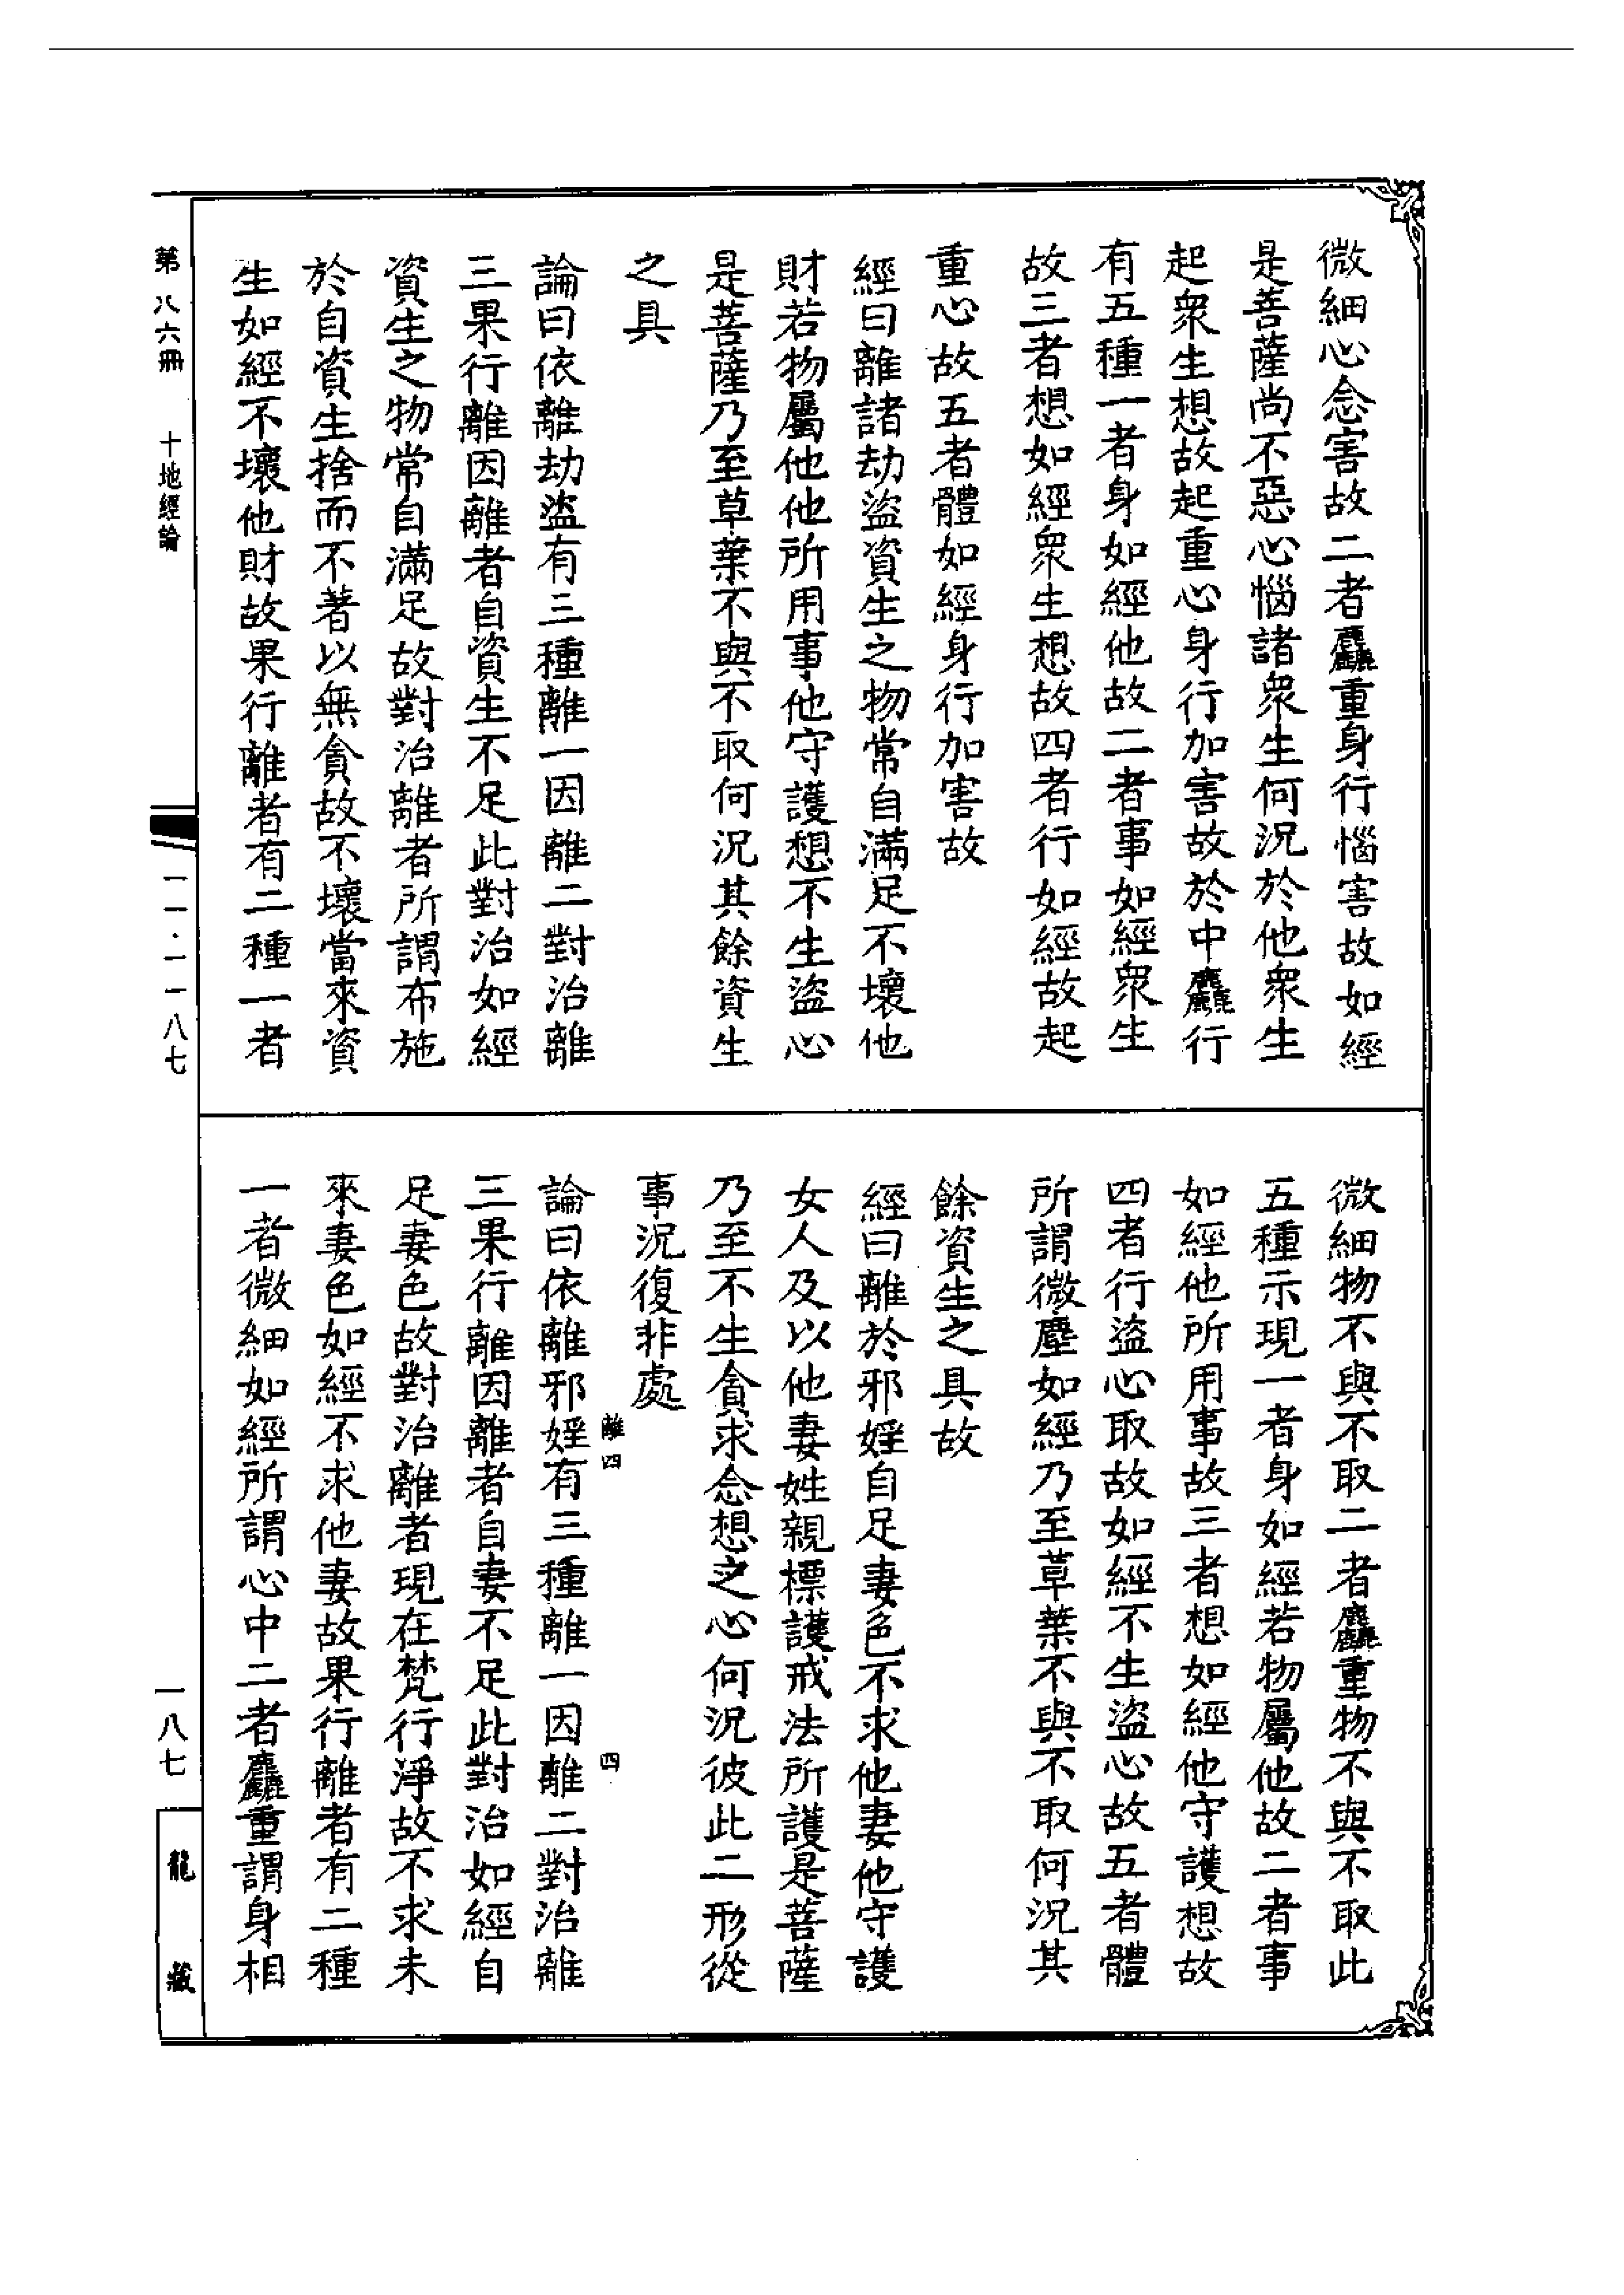 微細心念害故二者麤重身行惱害故如經
是菩薩尚不惡心惱諸衆生何況於他衆生
起衆生想故起重心身行加害故於中麤行
有五種一者身如經他故二者事如經衆生
故三者想如經衆生想故四者行如經故起
重心故五者體如經身行加害故
經曰離諸劫盜資生之物常自滿足不壞他
財若物屬他他所用事他守護想不生盜心
是菩薩乃至草葉不與不取何況其餘資生
之具
論曰依離劫盜有三種離一因離二對治離
三果行離因離者自資生不足此對治如經
資生之物常自滿足故對治離者所謂布施
於自資生捨而不著以無貪故不壞當來資
生如經不壞他財故果行離者有二種一者
微細物不與不取二者麤重物不與不取此
五種示現一者身如經若物屬他故二者事
如經他所用事故三者想如經他守護想故
四者行盜心取故如經不生盜心故五者體
所謂微塵如經乃至草葉不與不取何況其
餘資生之具故
經曰離於邪婬自足妻色不求他妻他守護
女人及以他妻姓親標護戒法所護是菩薩
乃至不生貪求念想之心何況彼此二形從
事況復非處
離四
四
論曰依離邪婬有三種離一因離二對治離
三果行離因離者自妻不足此對治如經自
足妻色故對治離者現在梵行淨故不求未
來妻色如經不求他妻故果行離者有二種
一者微細如經所謂心中二者麤重謂身相
第八六冊 十地經論
一一·一一八七
一八七
龍藏